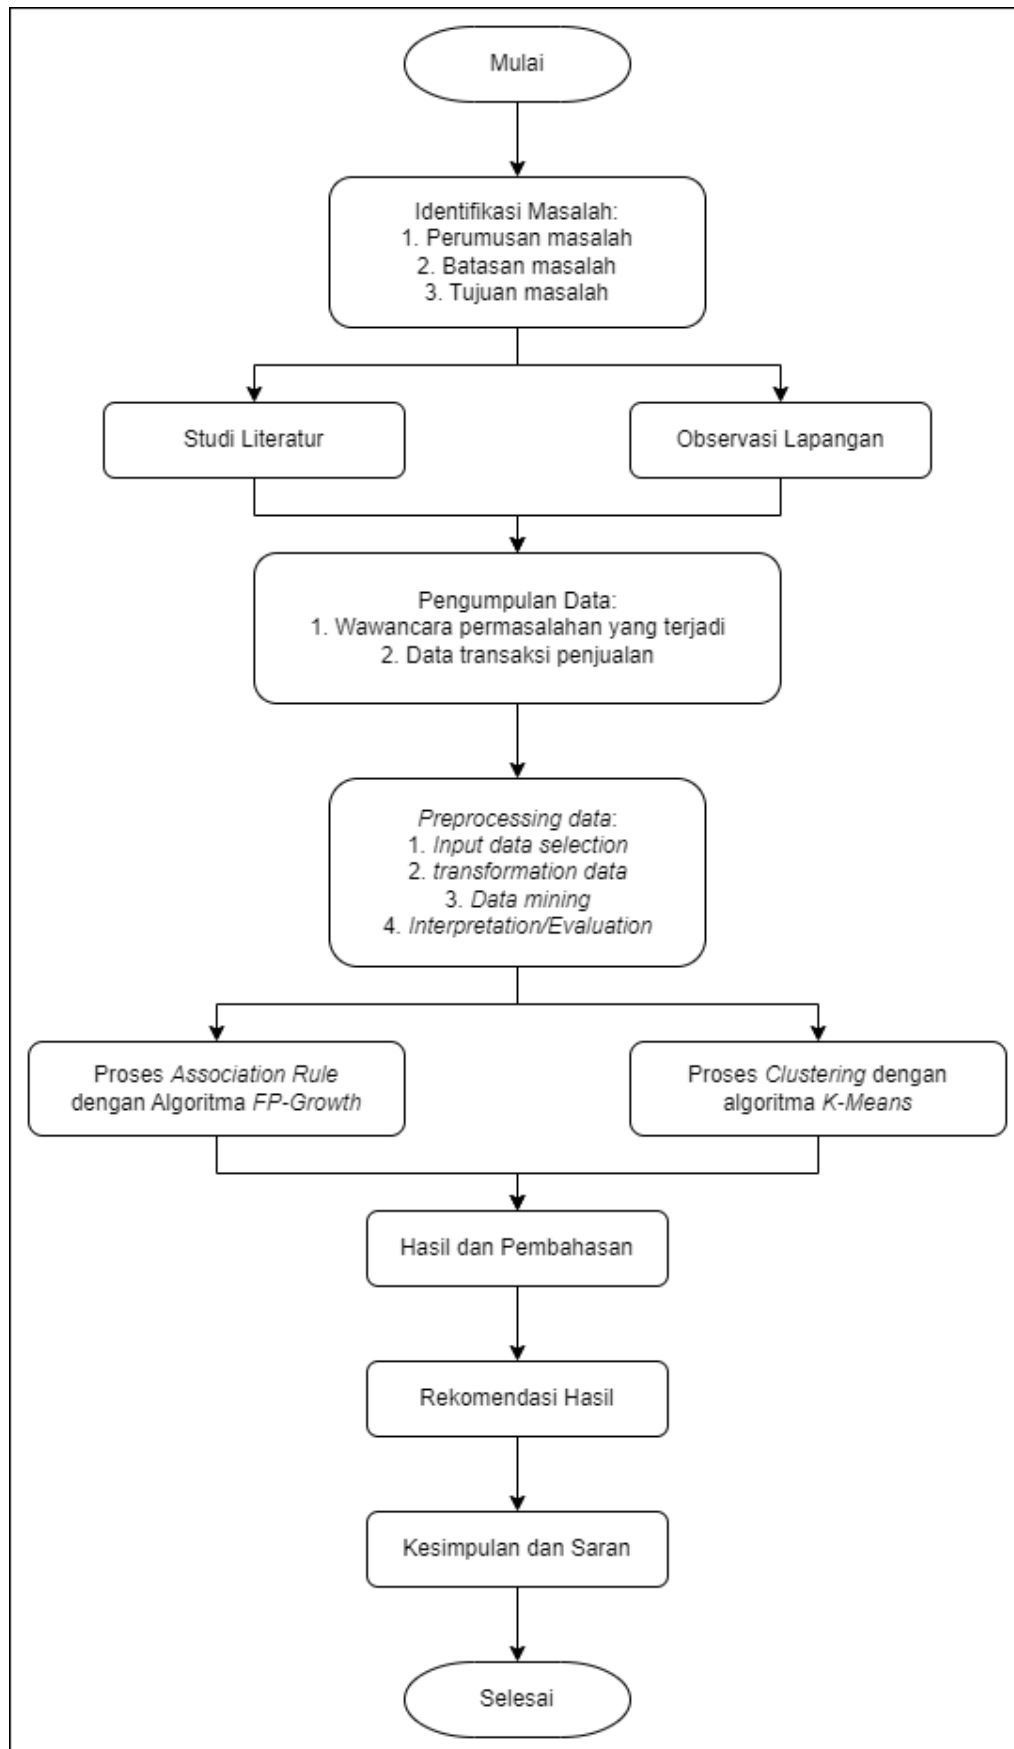 Mulai
Identifikasi Masalah:
1. Perumusan masalah
2. Batasan masalah
3. Tujuan masalah
Studi Literatur
Observasi Lapangan
Pengumpulan Data:
1. Wawancara permasalahan yang terjadi
2. Data transaksi penjualan
Preprocessing data:
1. Input data selection
2. transformation data
3. Data mining
4. Interpretation/Evaluation
Proses Association Rule
dengan Algoritma FP-Growth
Proses Clustering dengan
algoritma K-Means
Hasil dan Pembahasan
Rekomendasi Hasil
Kesimpulan dan Saran
Selesai